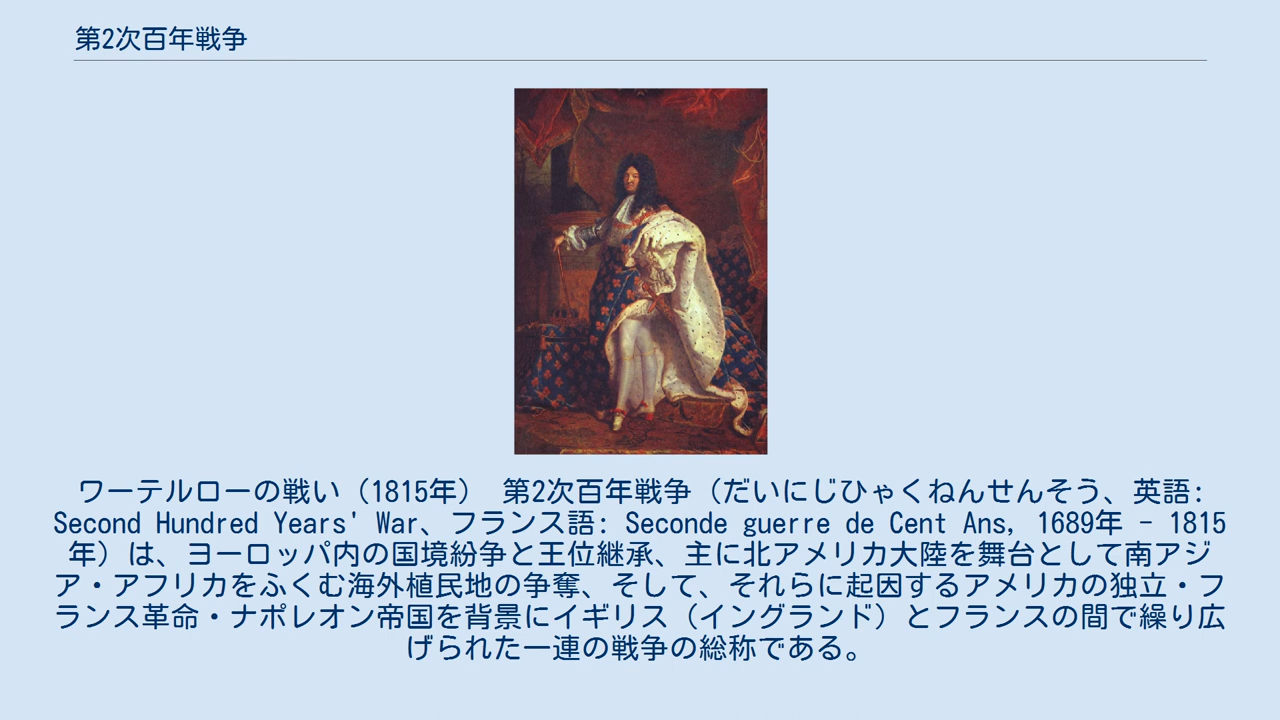 第2次百年戦争
ワーテルローの戦い（1815年） 第2次百年戦争（だいにじひゃくねんせんそう、英語:
Second Hundred Years' War、フランス語: Seconde guerre de Cent Ans, 1689年 - 1815
年）は、ヨーロッパ内の国境紛争と王位継承、主に北アメリカ大陸を舞台として南アジ
ア・アフリカをふくむ海外植民地の争奪、そして、それらに起因するアメリカの独立・フ
ランス革命・ナポレオン帝国を背景にイギリス（イングランド）とフランスの間で繰り広
げられた一連の戦争の総称である。